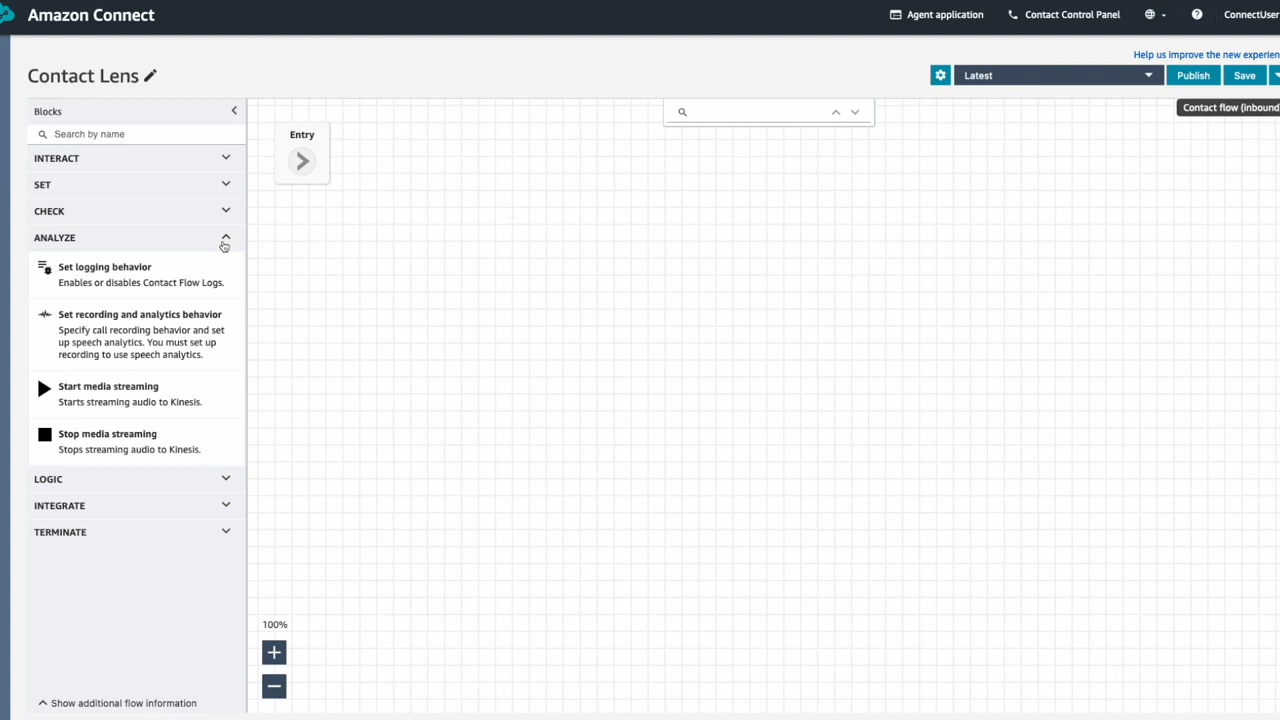 Amazon Connect
Agent application
Contact Control Panel
ConnectUser
Help us improve the new experien
Contact Lens
Latest
Publish
Save
Contact flow (inbound
Blocks
Search by name
INTERACT
SET
CHECK
ANALYZE
Set logging behavior
Enables or disables Contact Flow Logs.
Set recording and analytics behavior
Specify call recording behavior and set
up speech analytics. You must set up
recording to use speech analytics.
Start media streaming
Starts streaming audio to Kinesis.
Stop media streaming
Stops streaming audio to Kinesis.
LOGIC
INTEGRATE
TERMINATE
Show additional flow information
Entry
100%